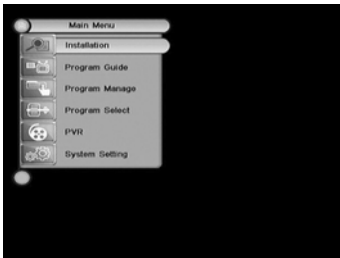 Main Menu
Installation
Program Guide
Program Manage
Program Select
PVR
System Setting